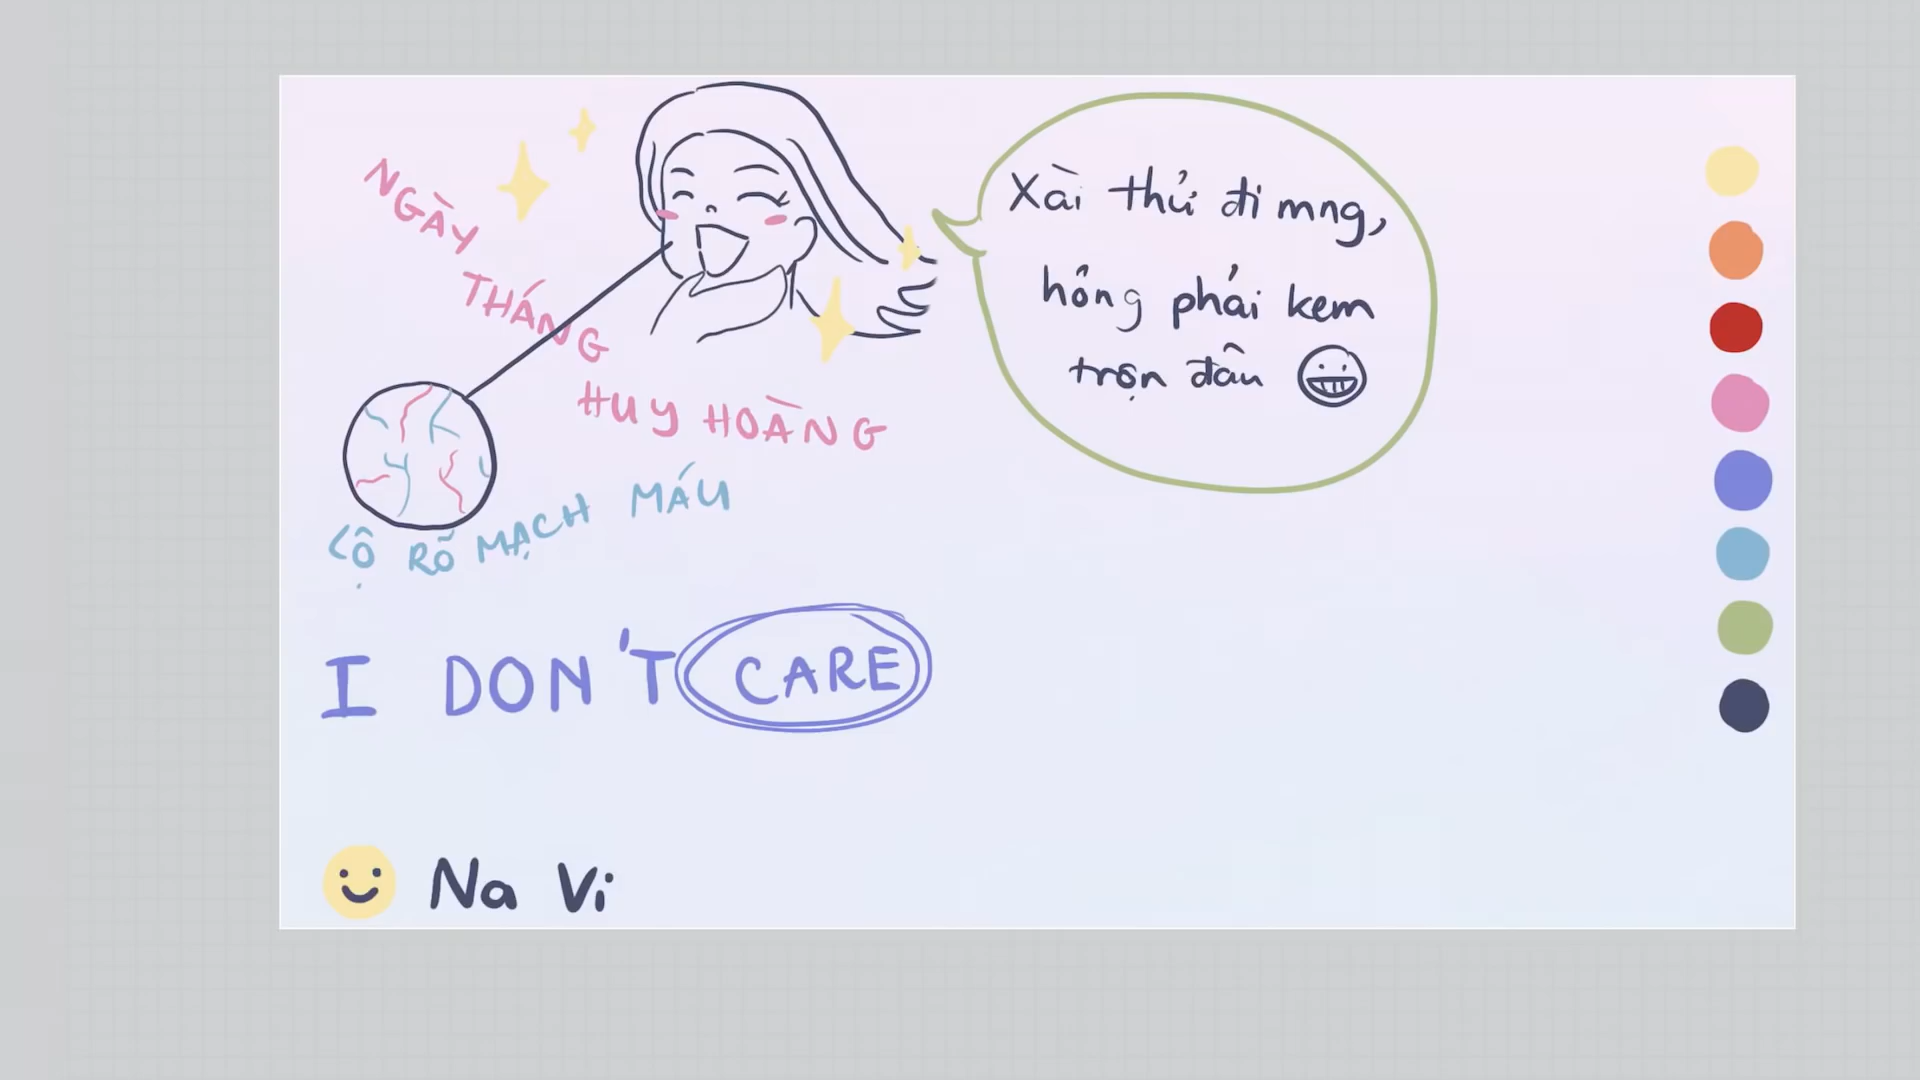 NGÀY
THÁNG
HUY HOÀNG
LỘ RÕ MẠCH MÁU
Xài thử đi mng,
hông phải kem
trộn đâu
I DON'T CARE
Na Vi